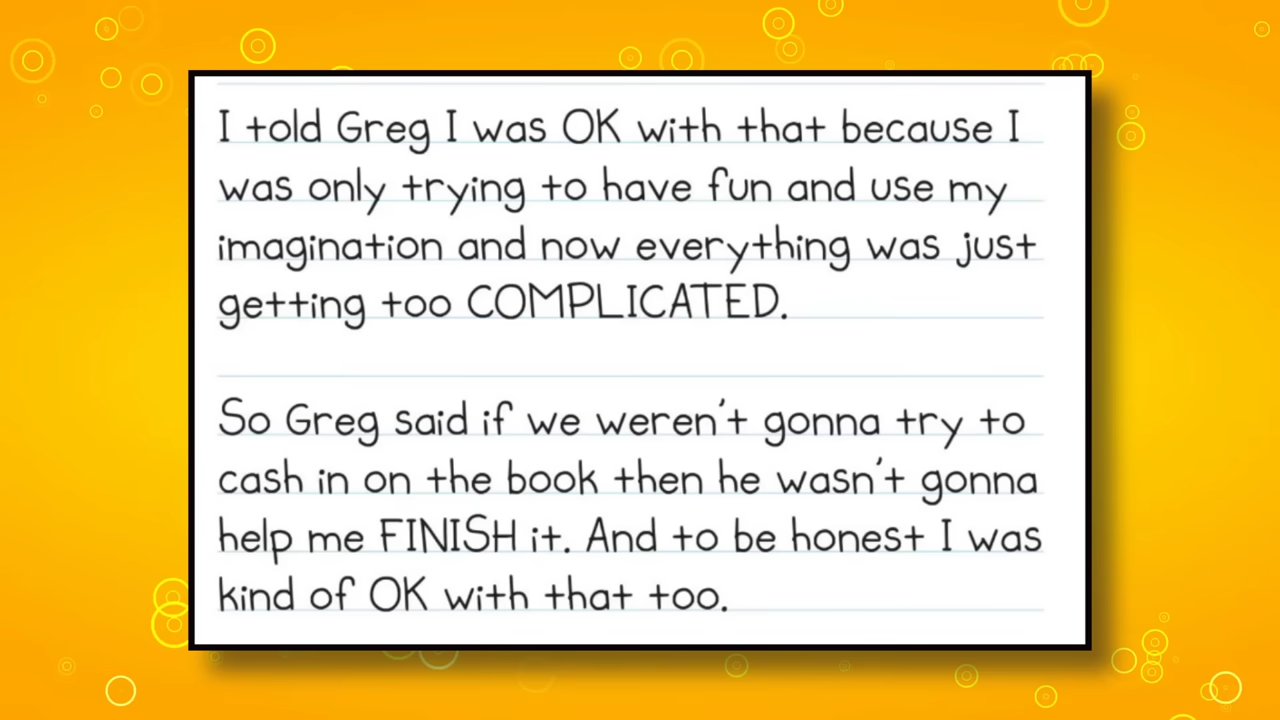 I told Greg I was OK with that because I
was only trying to have fun and use my
imagination and now everything was just
getting too COMPLICATED.
So Greg said if we weren't gonna try to
cash in on the book then he wasn't gonna
help me FINISH it. And to be honest I was
kind of OK with that too.